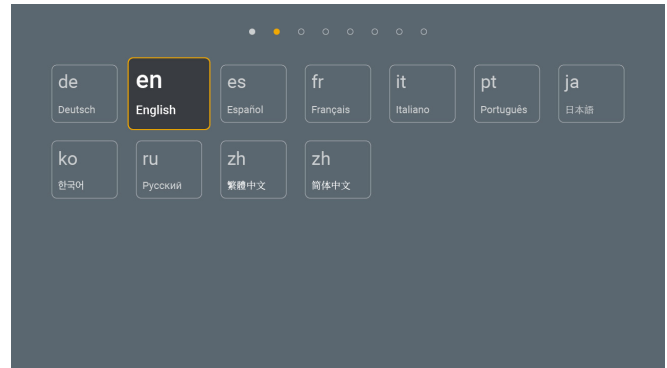 de
Deutsch
en
English
es
Español
fr
Français
it
Italiano
pt
Português
ja
日本語
ko
한국어
ru
Русский
zh
繁體中文
zh
简体中文